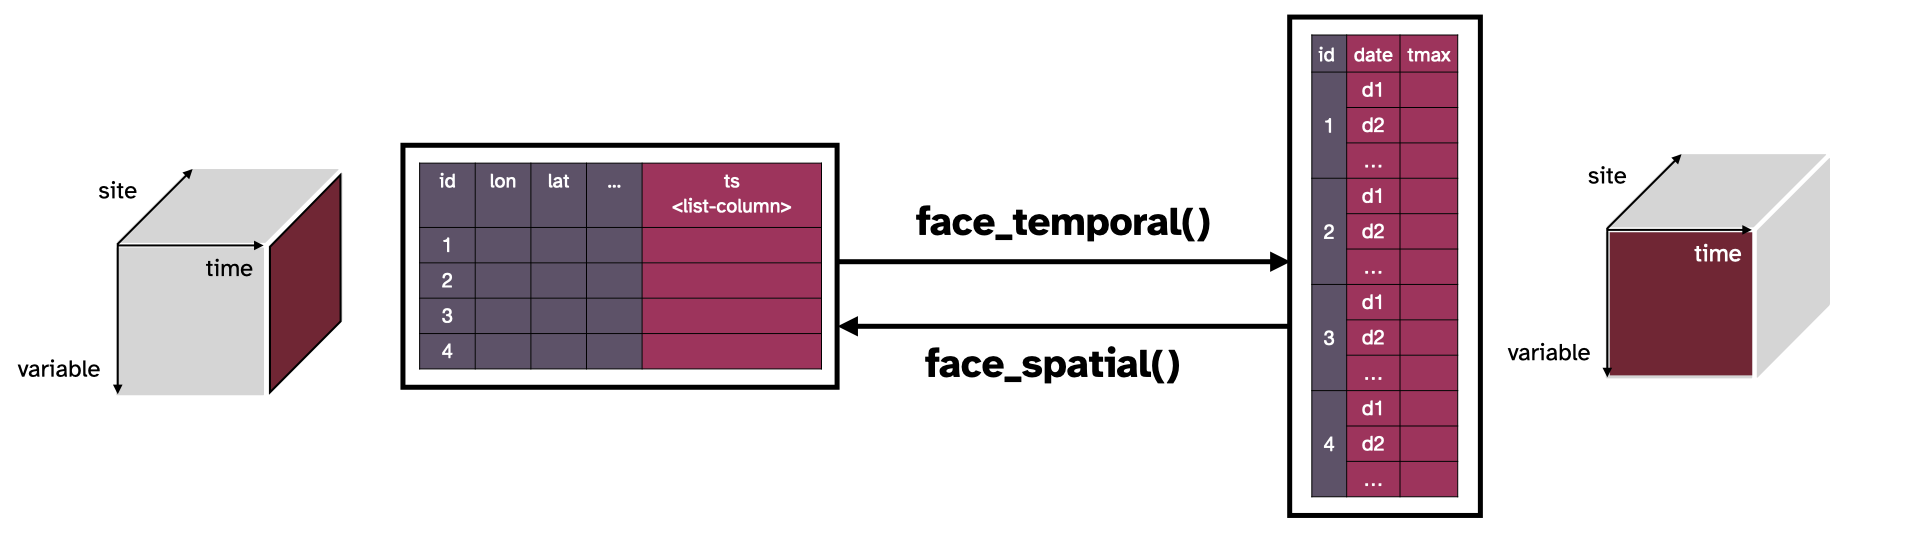 site
time
variable
id lon lat ... ts
<list-column>
1
2
3
4
face_temporal()
face_spatial()
id date tmax
d1
1 d2
...
d1
2 d2
...
d1
3 d2
...
d1
4 d2
...
site
time
variable